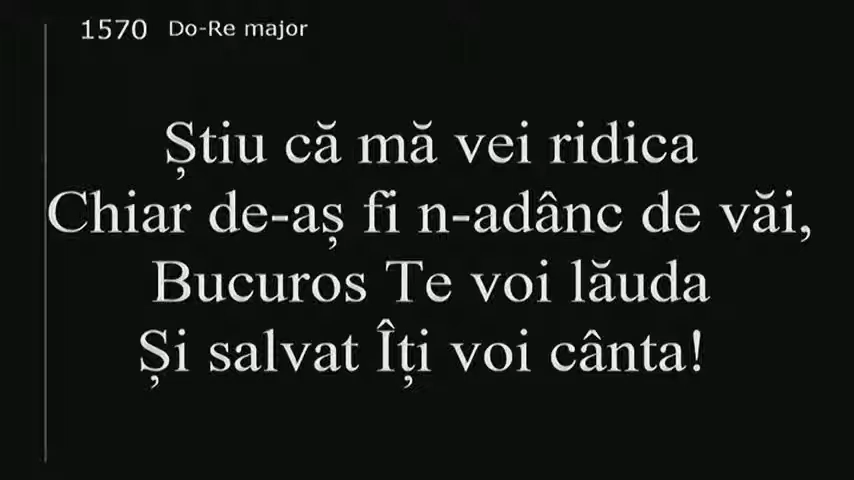 1570 Do-Re major
Știu că mă vei ridica
Chiar de-aș fi n-adânc de văi,
Bucuros Te voi lăuda
Și salvat Îți voi cânta!